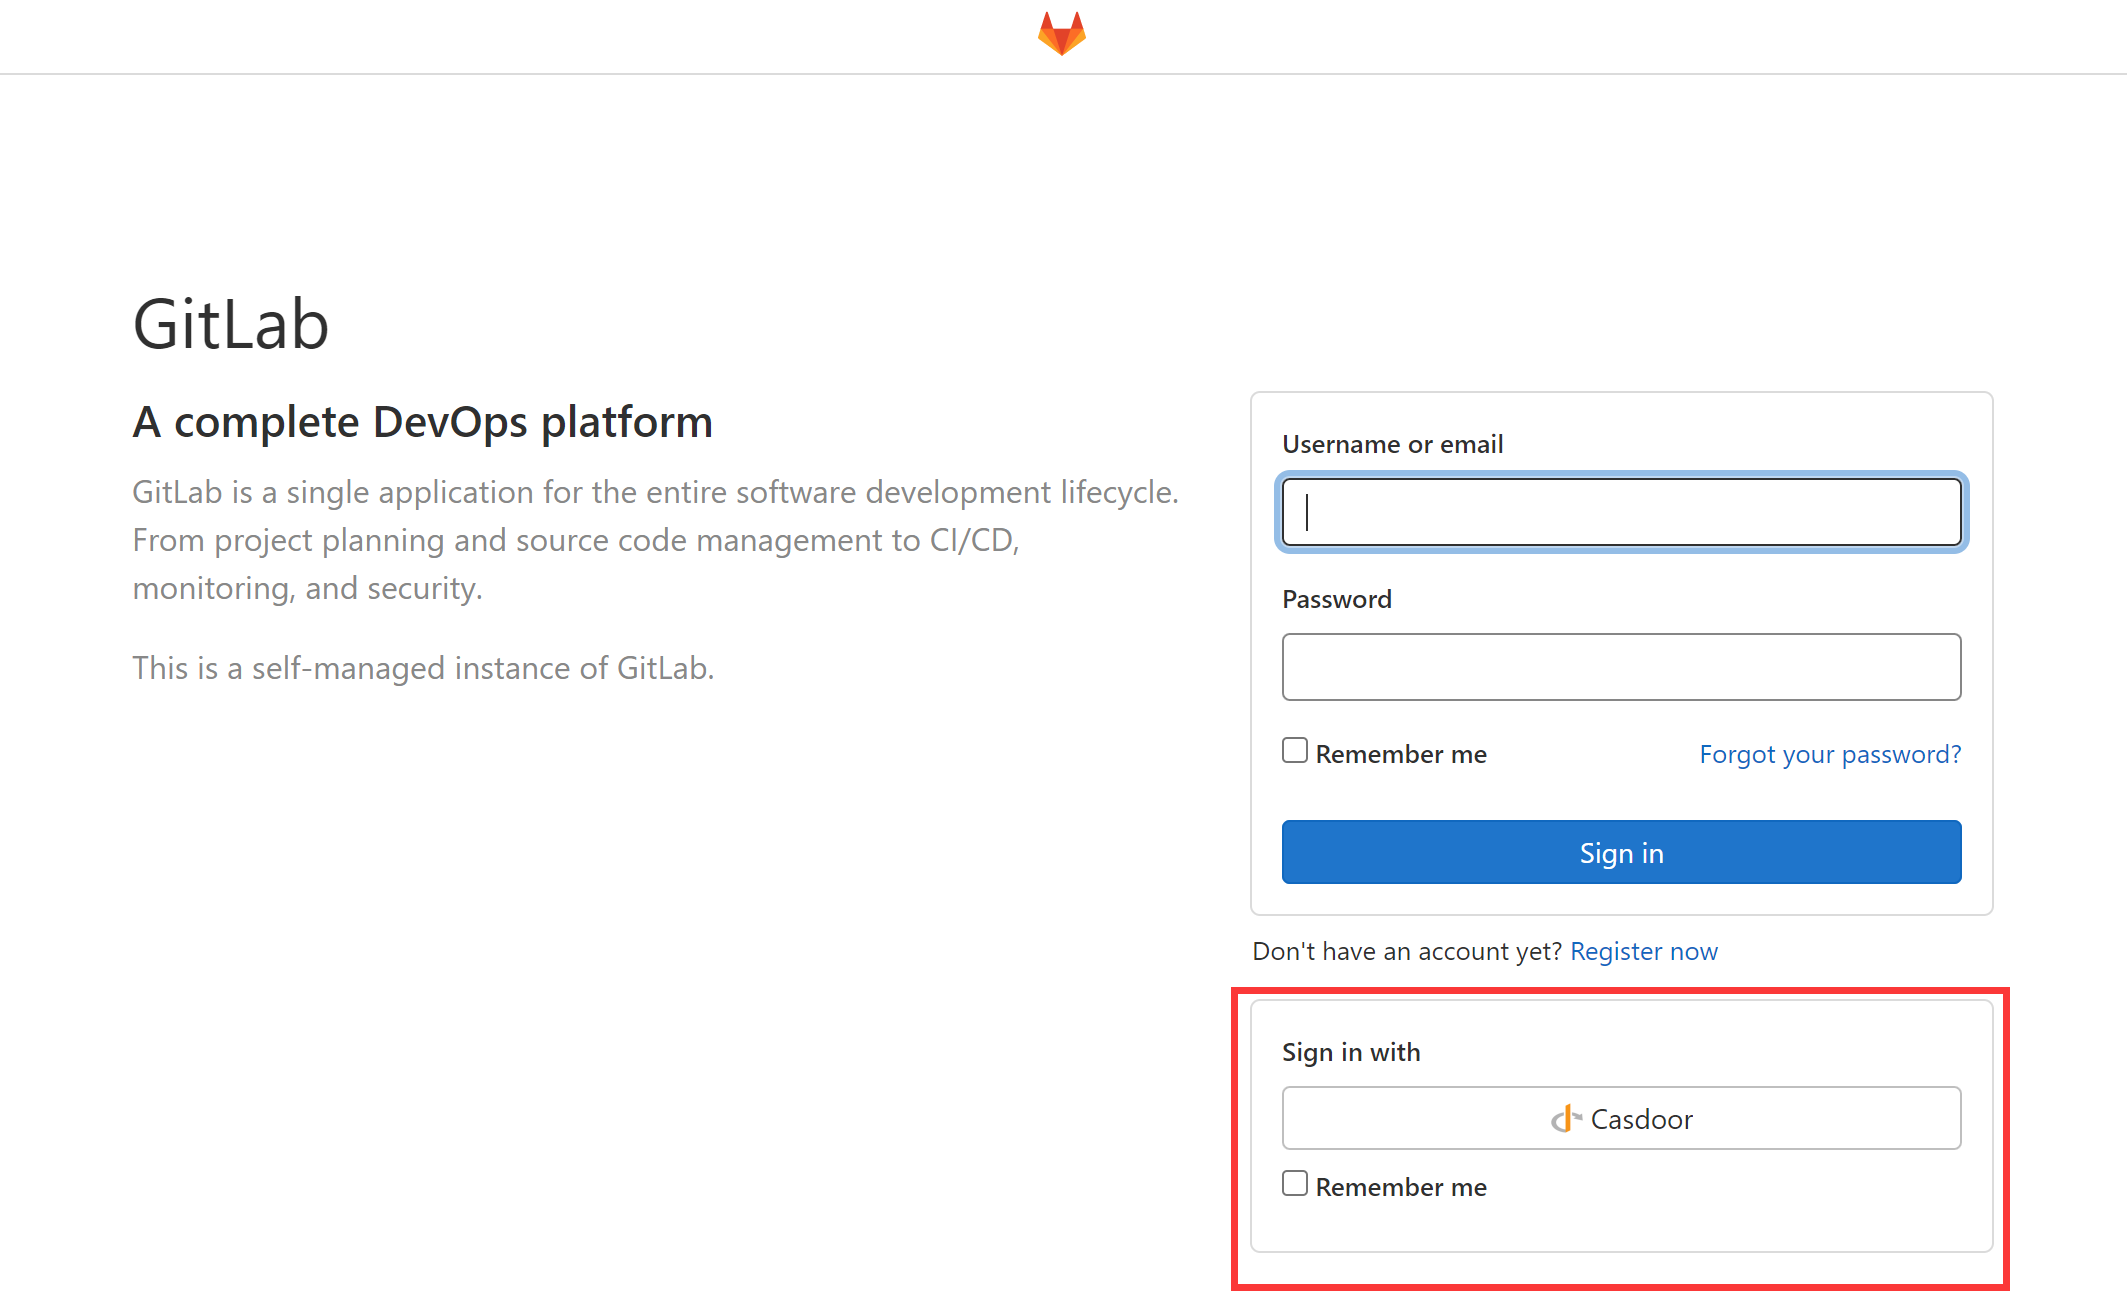 GitLab
A complete DevOps platform
GitLab is a single application for the entire software development lifecycle.
From project planning and source code management to CI/CD,
monitoring, and security.
This is a self-managed instance of GitLab.
Username or email
Password
Remember me
Forgot your password?
Sign in
Don't have an account yet? Register now
Sign in with
Casdoor
Remember me